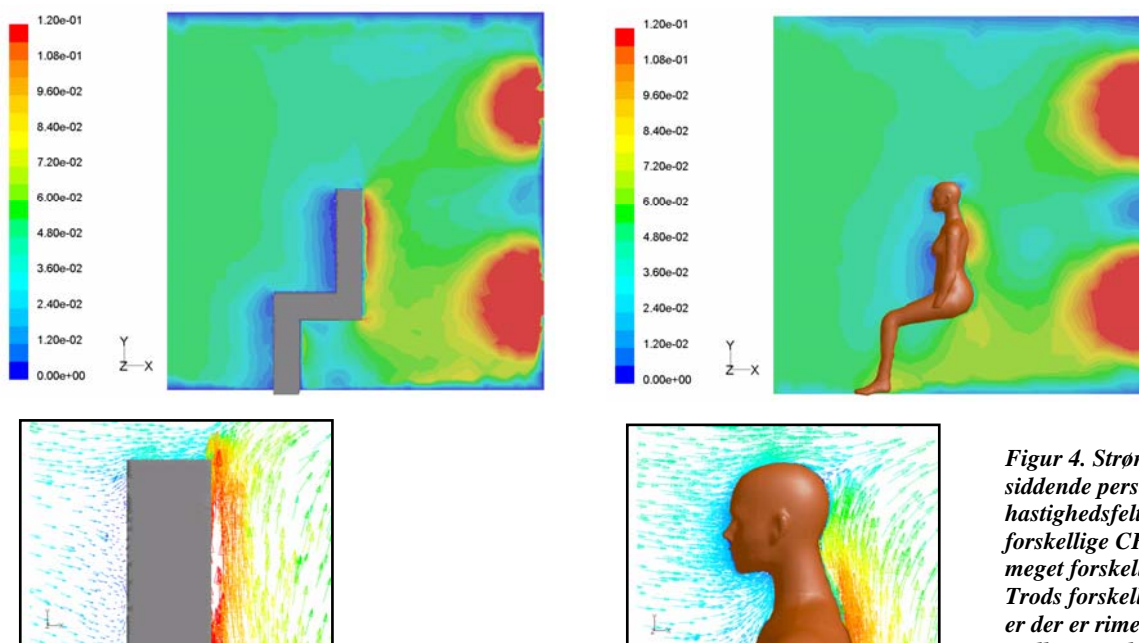 1.20e-01
1.08e-01
9.60e-02
8.40e-02
7.20e-02
6.00e-02
4.80e-02
3.60e-02
2.40e-02
1.20e-02
0.00e+00
Y
Z X
1.20e-01
1.08e-01
9.60e-02
8.40e-02
7.20e-02
6.00e-02
4.80e-02
3.60e-02
2.40e-02
1.20e-02
0.00e+00
Y
Z X
Figur 4. Strøm
siddende pers
hastighedsfelt
forskellige CF
meget forskell
Trods forskell
er der er rime